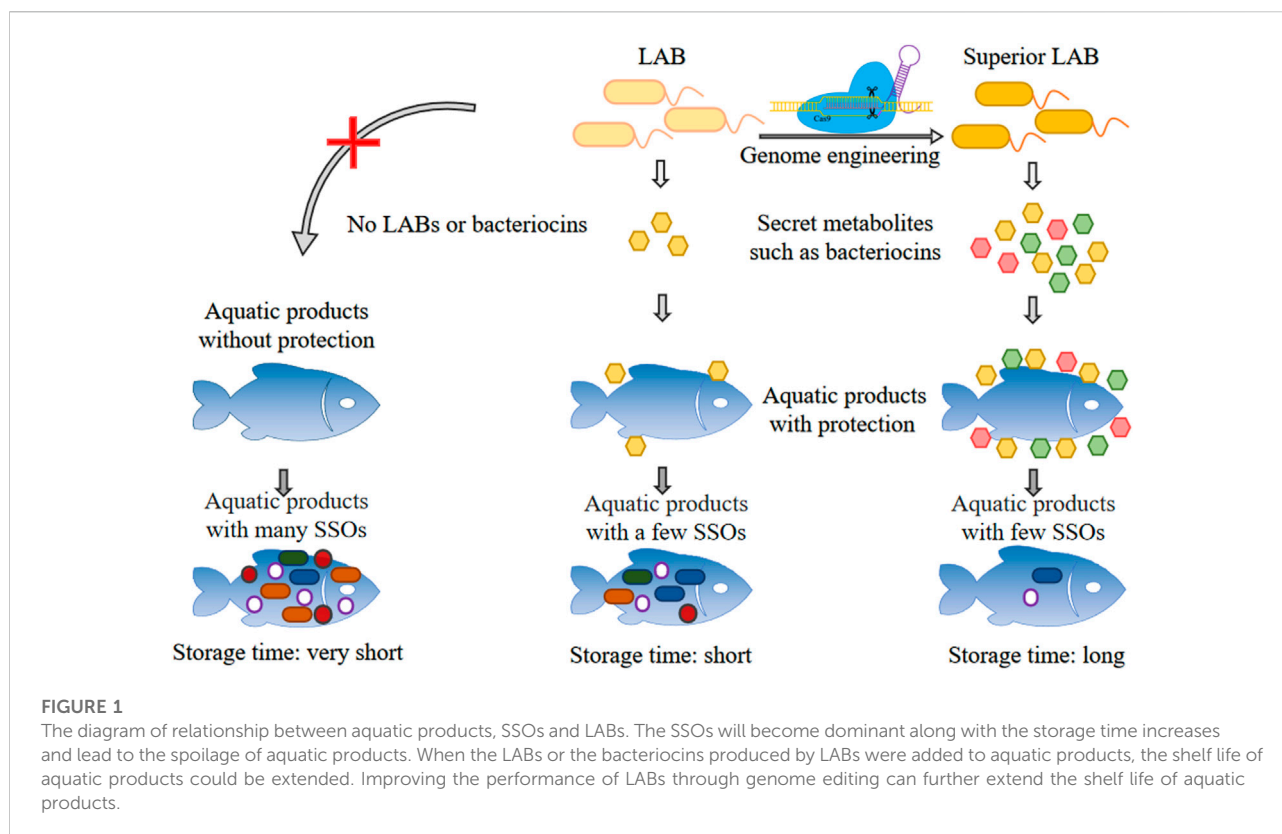 LAB
Superior LAB
Cas9
Genome engineering
No LABs or bacteriocins
Secret metabolites
such as bacteriocins
Aquatic products
without protection
Aquatic products
with protection
Aquatic products
with many SSOs
Aquatic products
with a few SSOs
Aquatic products
with few SSOs
Storage time: very short
Storage time: short
Storage time: long
FIGURE 1
The diagram of relationship between aquatic products, SSOs and LABs. The SSOs will become dominant along with the storage time increases
and lead to the spoilage of aquatic products. When the LABs or the bacteriocins produced by LABs were added to aquatic products, the shelf life of
aquatic products could be extended. Improving the performance of LABs through genome editing can further extend the shelf life of aquatic
products.